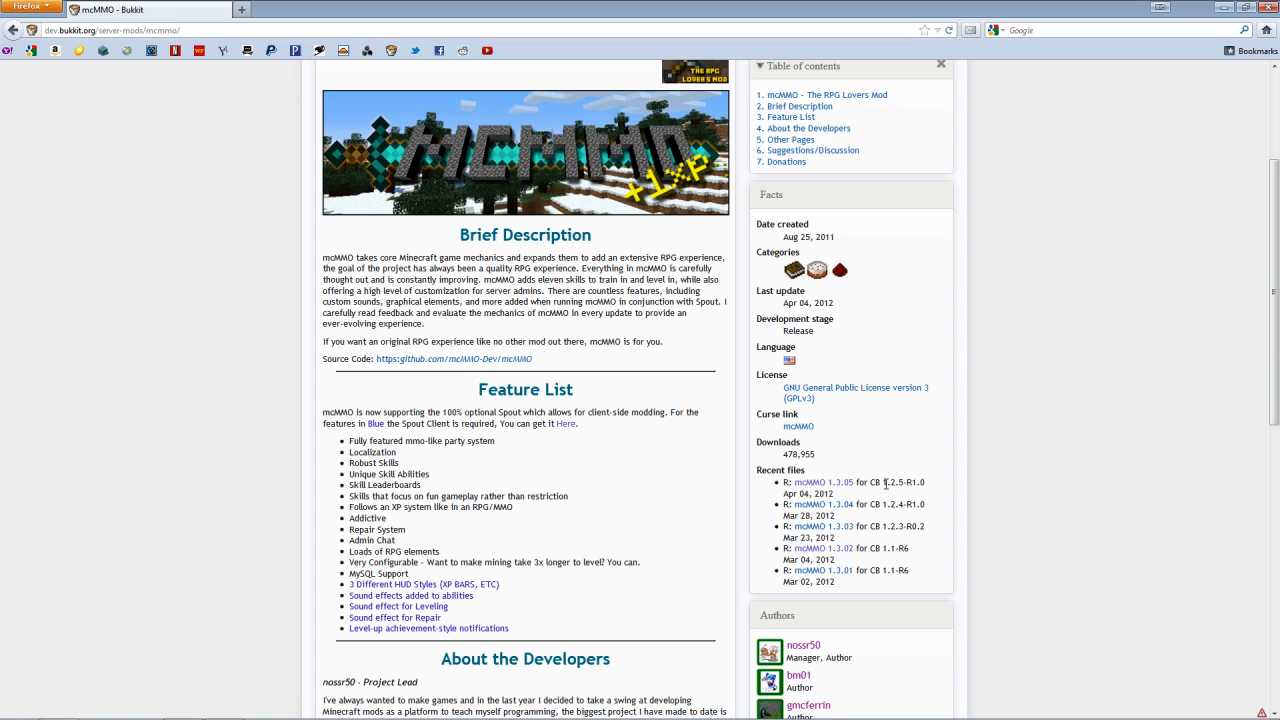 Firefox
mcMMO - Bukkit
dev.bukkit.org/server-mods/mcmmo/
Google
Bookmarks
THE RPG
LOVERS MOD
MCMMO
+1XP
Brief Description
mcMMO takes core Minecraft game mechanics and expands them to add an extensive RPG experience,
the goal of the project has always been a quality RPG experience. Everything in mcMMO is carefully
thought out and is constantly improving. mcMMO adds eleven skills to train in and level in, while also
offering a high level of customization for server admins. There are countless features, including
custom sounds, graphical elements, and more added when running mcMMO in conjunction with Spout. I
carefully read feedback and evaluate the mechanics of mcMMO in every update to provide an
ever-evolving experience.
If you want an original RPG experience like no other mod out there, mcMMO is for you.
Source Code: https:github.com/mcMMO-Dev/mcMMO
Feature List
mcMMO is now supporting the 100% optional Spout which allows for client-side modding. For the
features in Blue the Spout Client is required, You can get it Here.
Fully featured mmo-like party system
Localization
Robust Skills
Unique Skill Abilities
Skill Leaderboards
Skills that focus on fun gameplay rather than restriction
Follows an XP system like in an RPG/MMO
Addictive
Repair System
Admin Chat
Loads of RPG elements
Very Configurable - Want to make mining take 3x longer to level? You can.
MySQL Support
3 Different HUD Styles (XP BARS, ETC)
Sound effects added to abilities
Sound effect for Leveling
Sound effect for Repair
Level-up achievement-style notifications
About the Developers
nossr50 - Project Lead
I've always wanted to make games and in the last year I decided to take a swing at developing
Minecraft mods as a platform to teach myself programming, the biggest project I have made to date is
Table of contents
1. mcMMO - The RPG Lovers Mod
2. Brief Description
3. Feature List
4. About the Developers
5. Other Pages
6. Suggestions/Discussion
7. Donations
Facts
Date created
Aug 25, 2011
Categories
Last update
Apr 04, 2012
Development stage
Release
Language
License
GNU General Public License version 3
(GPLv3)
Curse link
mcMMO
Downloads
478,955
Recent files
R: mcMMO 1.3.05 for CB 1.2.5-R1.0
Apr 04, 2012
R: mcMMO 1.3.04 for CB 1.2.4-R1.0
Mar 28, 2012
R: mcMMO 1.3.03 for CB 1.2.3-R0.2
Mar 23, 2012
R: mcMMO 1.3.02 for CB 1.1-R6
Mar 04, 2012
R: mcMMO 1.3.01 for CB 1.1-R6
Mar 02, 2012
Authors
nossr50
Manager, Author
bm01
Author
gmcferrin
Author